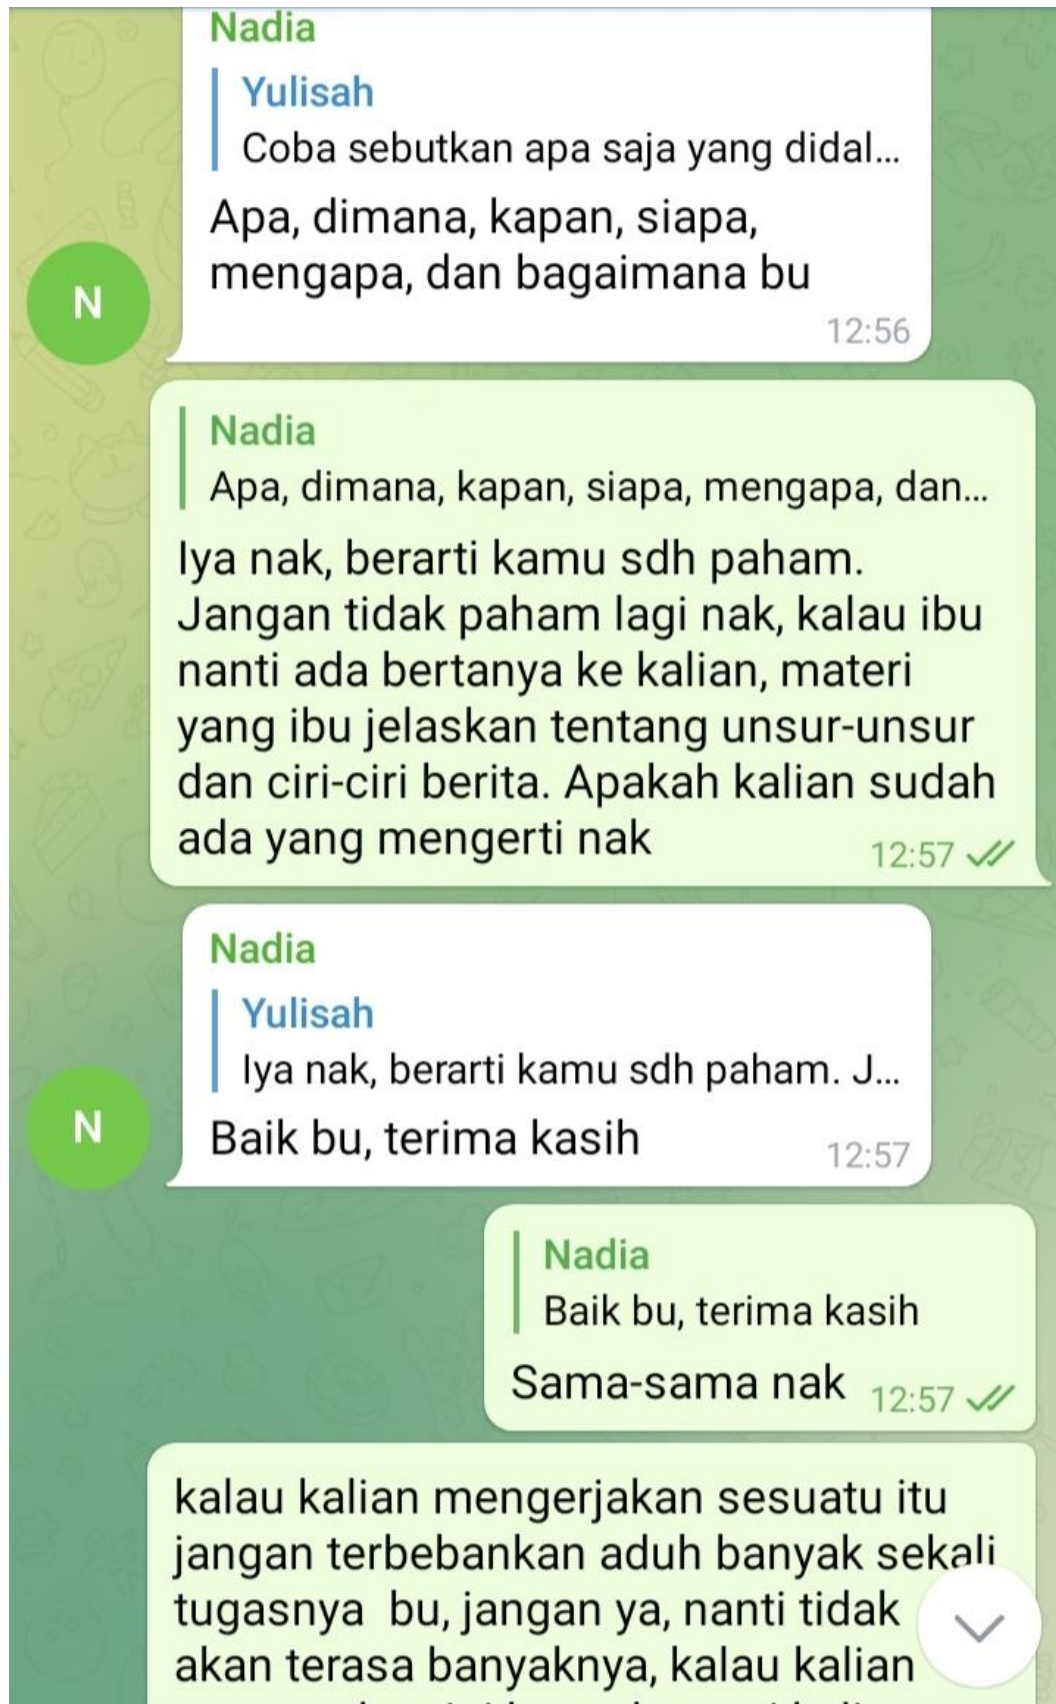 Nadia
Yulisah
Coba sebutkan apa saja yang didal...
Apa, dimana, kapan, siapa,
mengapa, dan bagaimana bu
12:56
N
Nadia
Apa, dimana, kapan, siapa, mengapa, dan...
Iya nak, berarti kamu sdh paham.
Jangan tidak paham lagi nak, kalau ibu
nanti ada bertanya ke kalian, materi
yang ibu jelaskan tentang unsur-unsur
dan ciri-ciri berita. Apakah kalian sudah
ada yang mengerti nak
12:57
Nadia
Yulisah
Iya nak, berarti kamu sdh paham. J...
Baik bu, terima kasih
12:57
N
Nadia
Baik bu, terima kasih
Sama-sama nak
12:57
kalau kalian mengerjakan sesuatu itu
jangan terbebankan aduh banyak sekali
tugasnya bu, jangan ya, nanti tidak
akan terasa banyaknya, kalau kalian